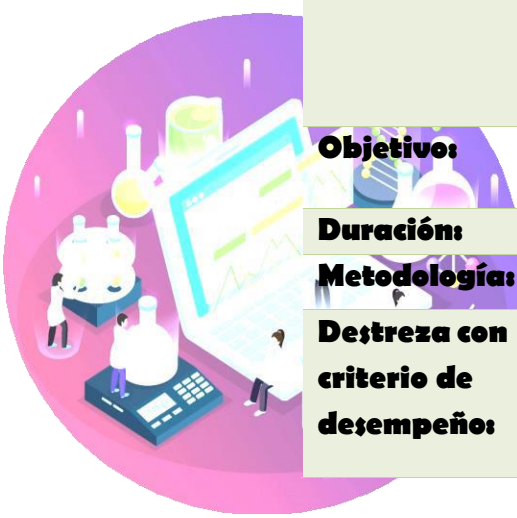 Objetivo:
Duración:
Metodología:
Destreza con
criterio de
desempeño: